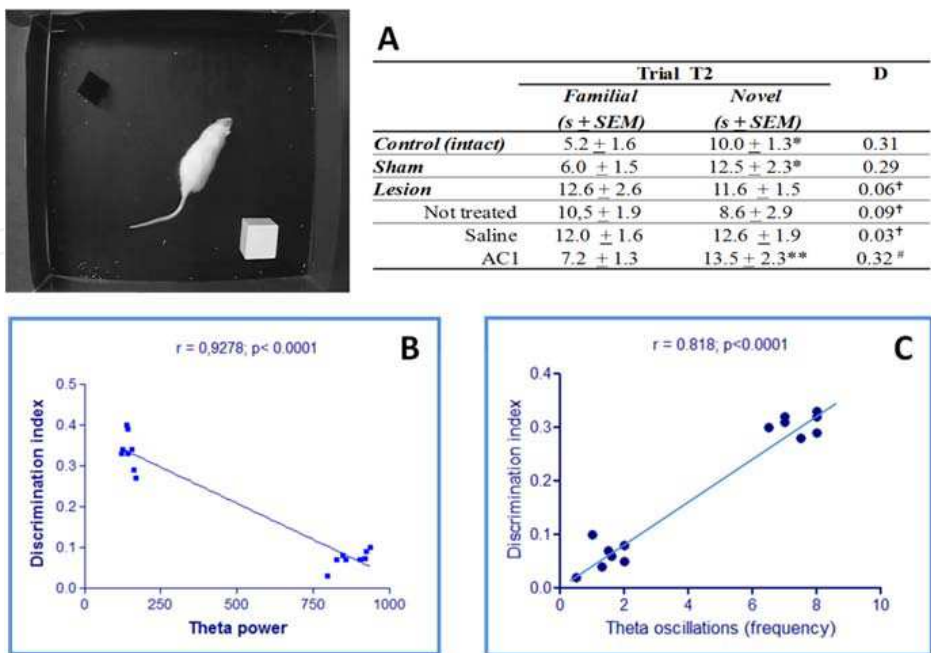 A
Trial T2 D
Familial Novel
(s ± SEM) (s ± SEM)
Control (intact) 5.2 ± 1.6 10.0 ± 1.3* 0.31
Sham 6.0 ± 1.5 12.5 ± 2.3* 0.29
Lesion 12.6 ± 2.6 11.6 ± 1.5 0.06†
Not treated 10,5 ± 1.9 8.6 ± 2.9 0.09†
Saline 12.0 ± 1.6 12.6 ± 1.9 0.03†
AC1 7.2 ± 1.3 13.5 ± 2.3** 0.32 #
r = 0,9278; p< 0.0001 B
Discrimination index
0.5
0.4
0.3
0.2
0.1
0.0
0 250 500 750 1000
Theta power
r = 0.818; p<0.0001 C
Discrimination index
0.4
0.3
0.2
0.1
0.0
0 2 4 6 8 10
Theta oscillations (frequency)